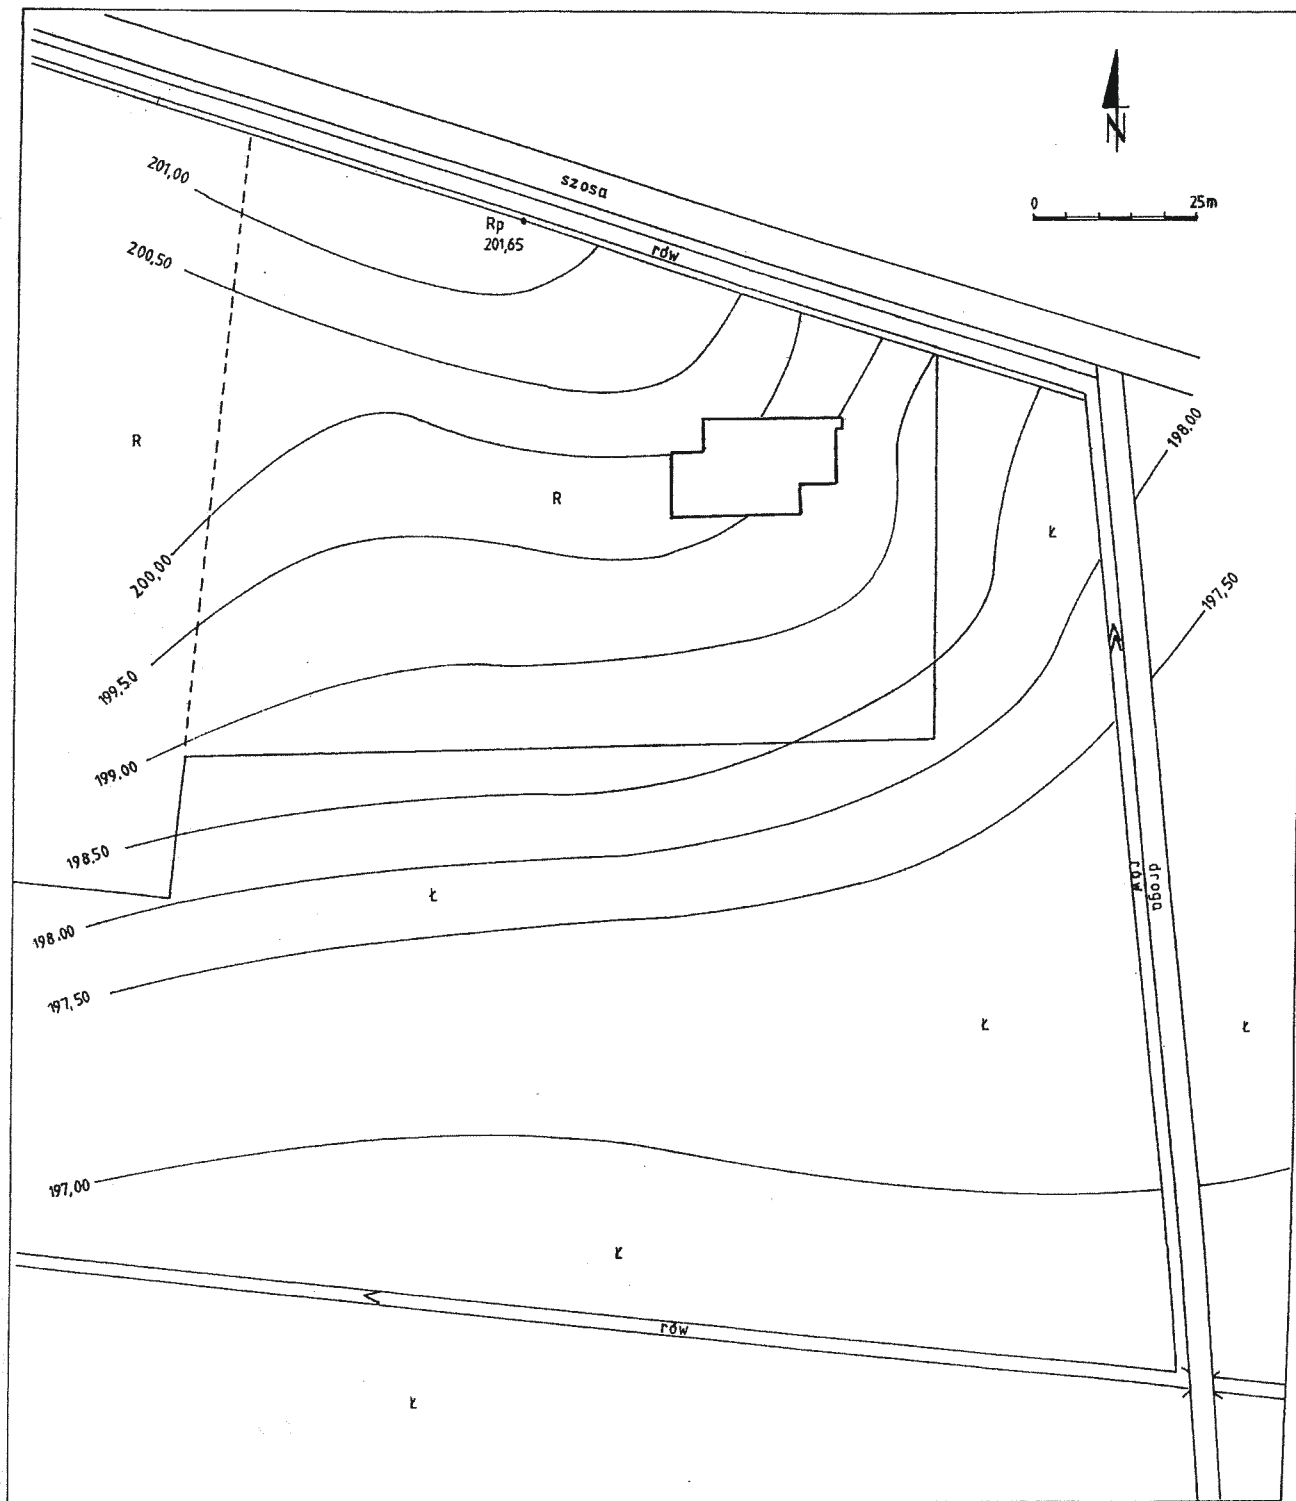 N
0 25m
szosa
201,00
Rp
201,65
200,50
rów
198.00
R
R
Ł
200,00
197,50
199,50
199.00
198.50
droga
rów
Ł
198.00
197,50
Ł
Ł
197,00
Ł
rów
Ł